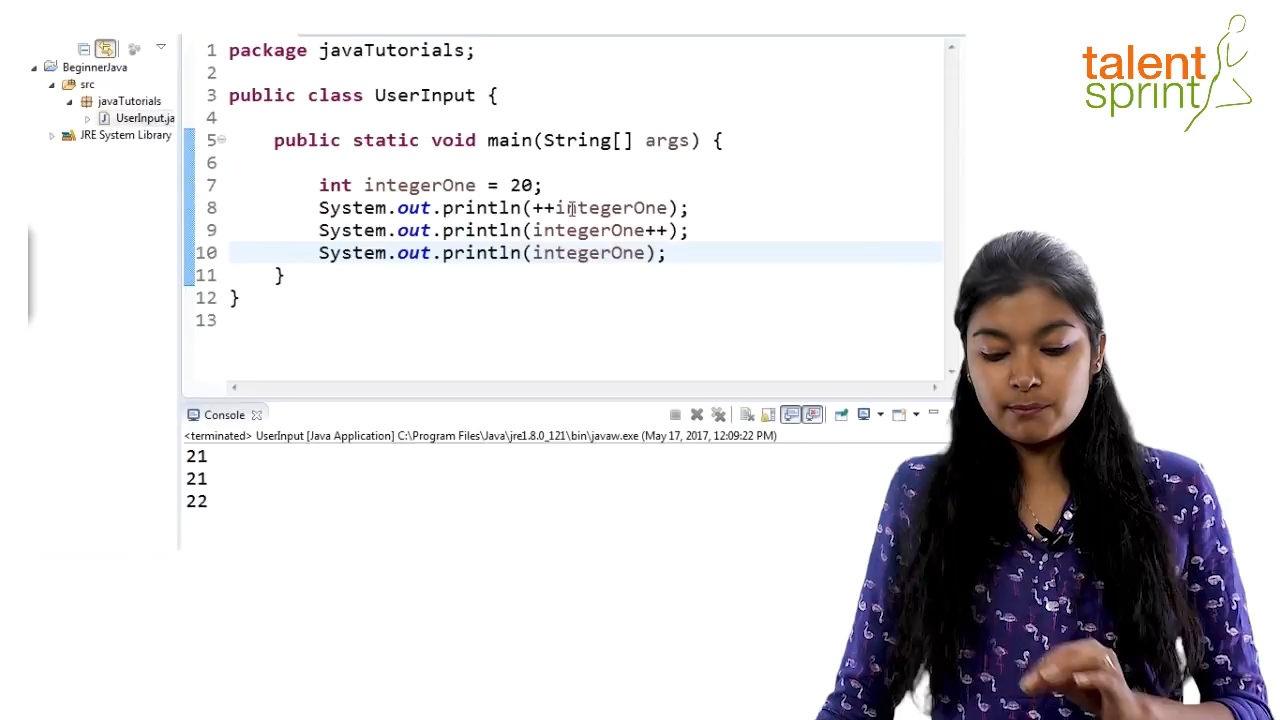 talent
sprint
BeginnerJava
src
javaTutorials
UserInput.ja
JRE System Library
1 package javaTutorials;
2
3 public class UserInput {
4
5 public static void main(String[] args) {
6
7 int integerOne = 20;
8 System.out.println(++integerOne);
9 System.out.println(integerOne++);
10 System.out.println(integerOne);
11 }
12 }
13
Console
<terminated> UserInput [Java Application] C:\Program Files\Java\jre1.8.0_121\bin\javaw.exe (May 17, 2017, 12:09:22 PM)
21
21
22